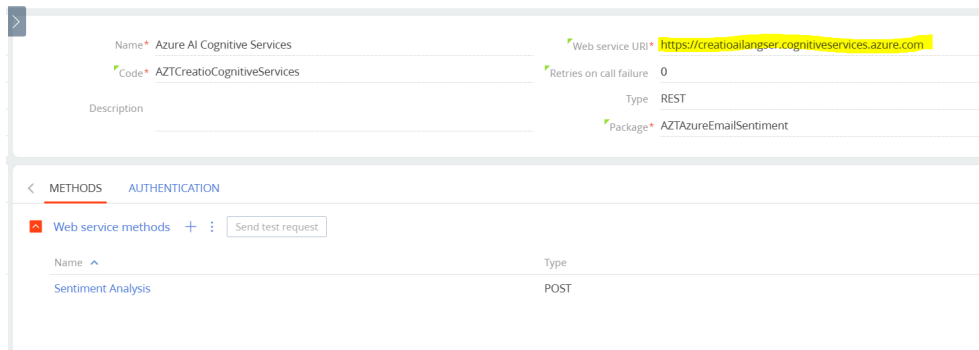 Name* Azure AI Cognitive Services
Web service URI* https://creatioailangser.cognitiveservices.azure.com
Code* AZTCreatioCognitiveServices
Retries on call failure 0
Description
Type REST
Package* AZTAzureEmailSentiment
METHODS AUTHENTICATION
Web service methods Send test request
Name Type
Sentiment Analysis POST